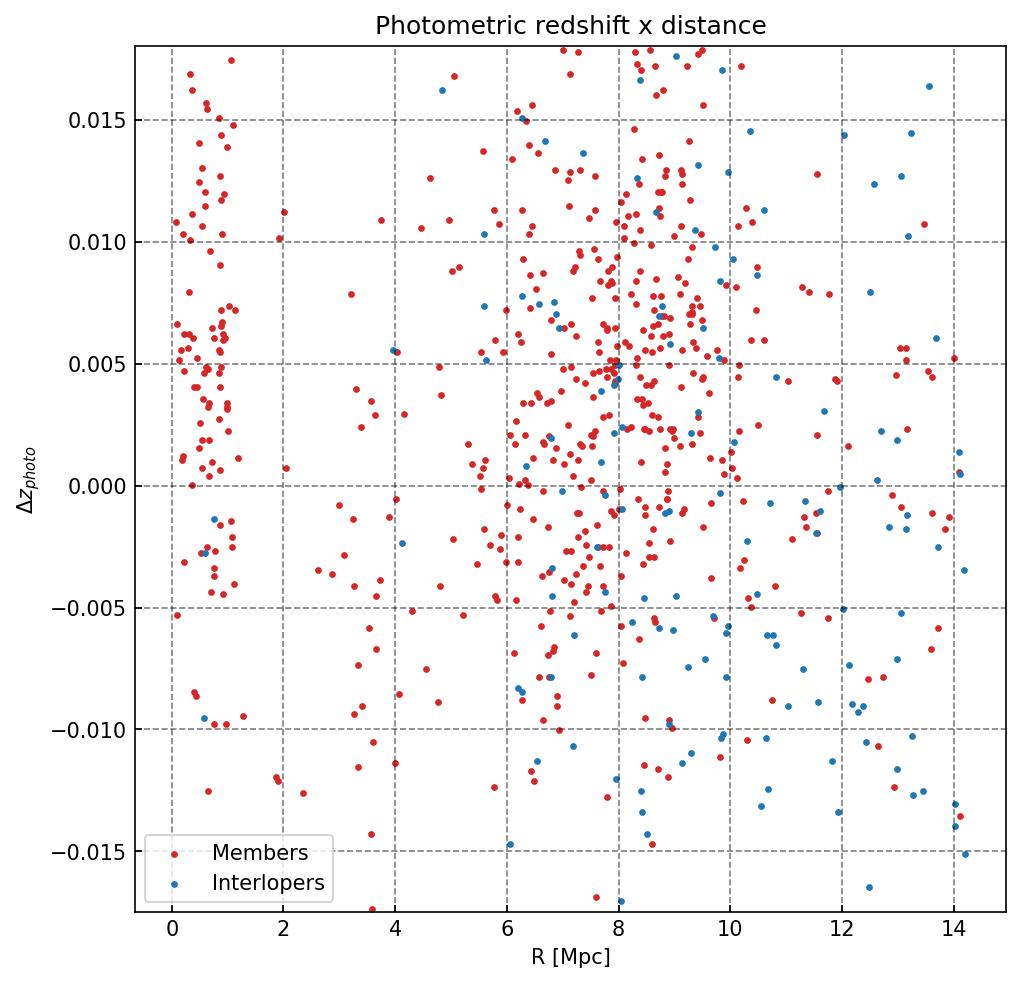 Photometric redshift x distance
0.015
0.010
0.005
0.000
−0.005
−0.010
−0.015
Δz_photo
Members
Interlopers
0 2 4 6 8 10 12 14
R [Mpc]